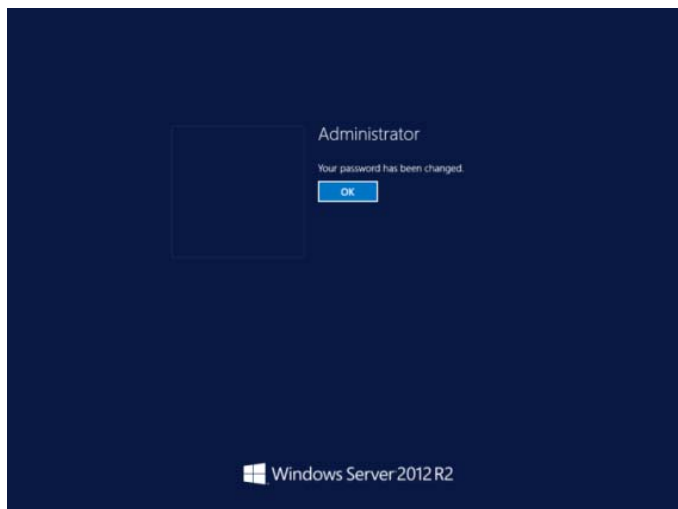 Administrator
Your password has been changed.
OK
Windows Server 2012 R2